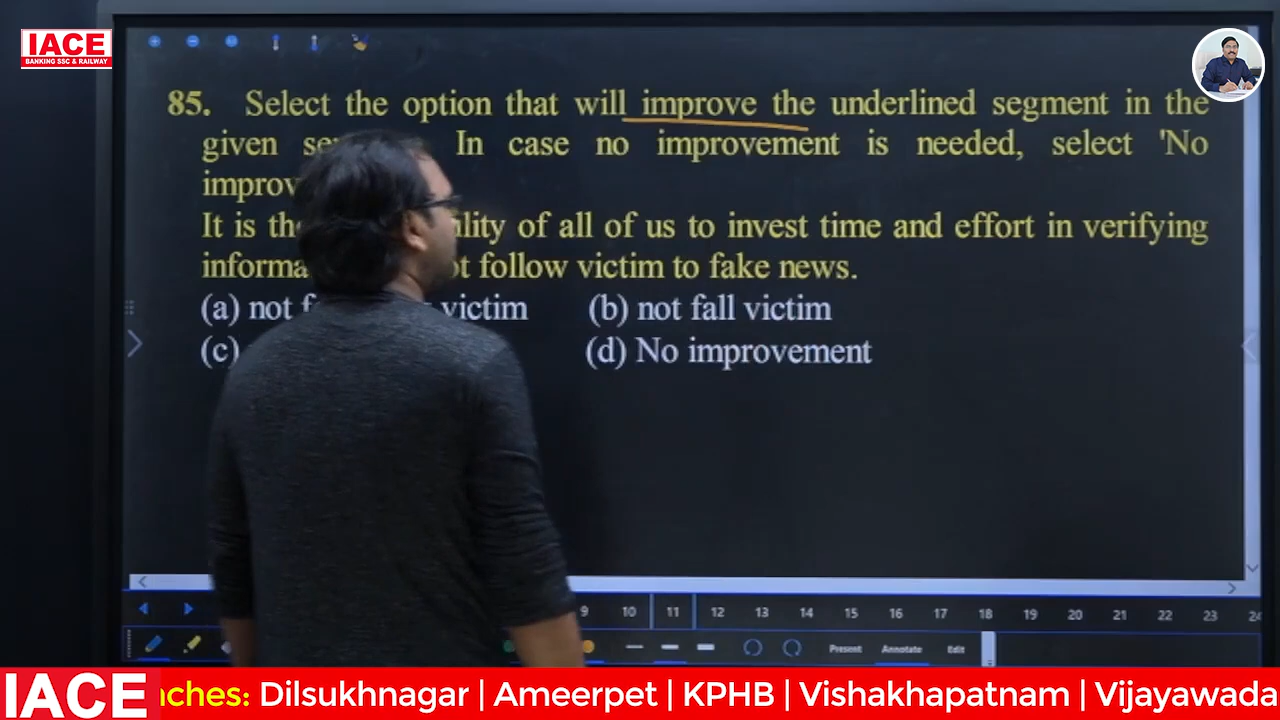 IACE
BANKING SSC & RAILWAY
85. Select the option that will improve the underlined segment in the
given In case no improvement is needed, select 'No
It is of all of us to invest time and effort in verifying
follow victim to fake news.
(a) not victim (b) not fall victim
(c) (d) No improvement
9 10 11 12 13 14 15 16 17 18 19 20 21 22 23
Present Annotate Edit
IACE Dilsukhnagar | Ameerpet | KPHB | Vishakhapatnam | Vijayawada